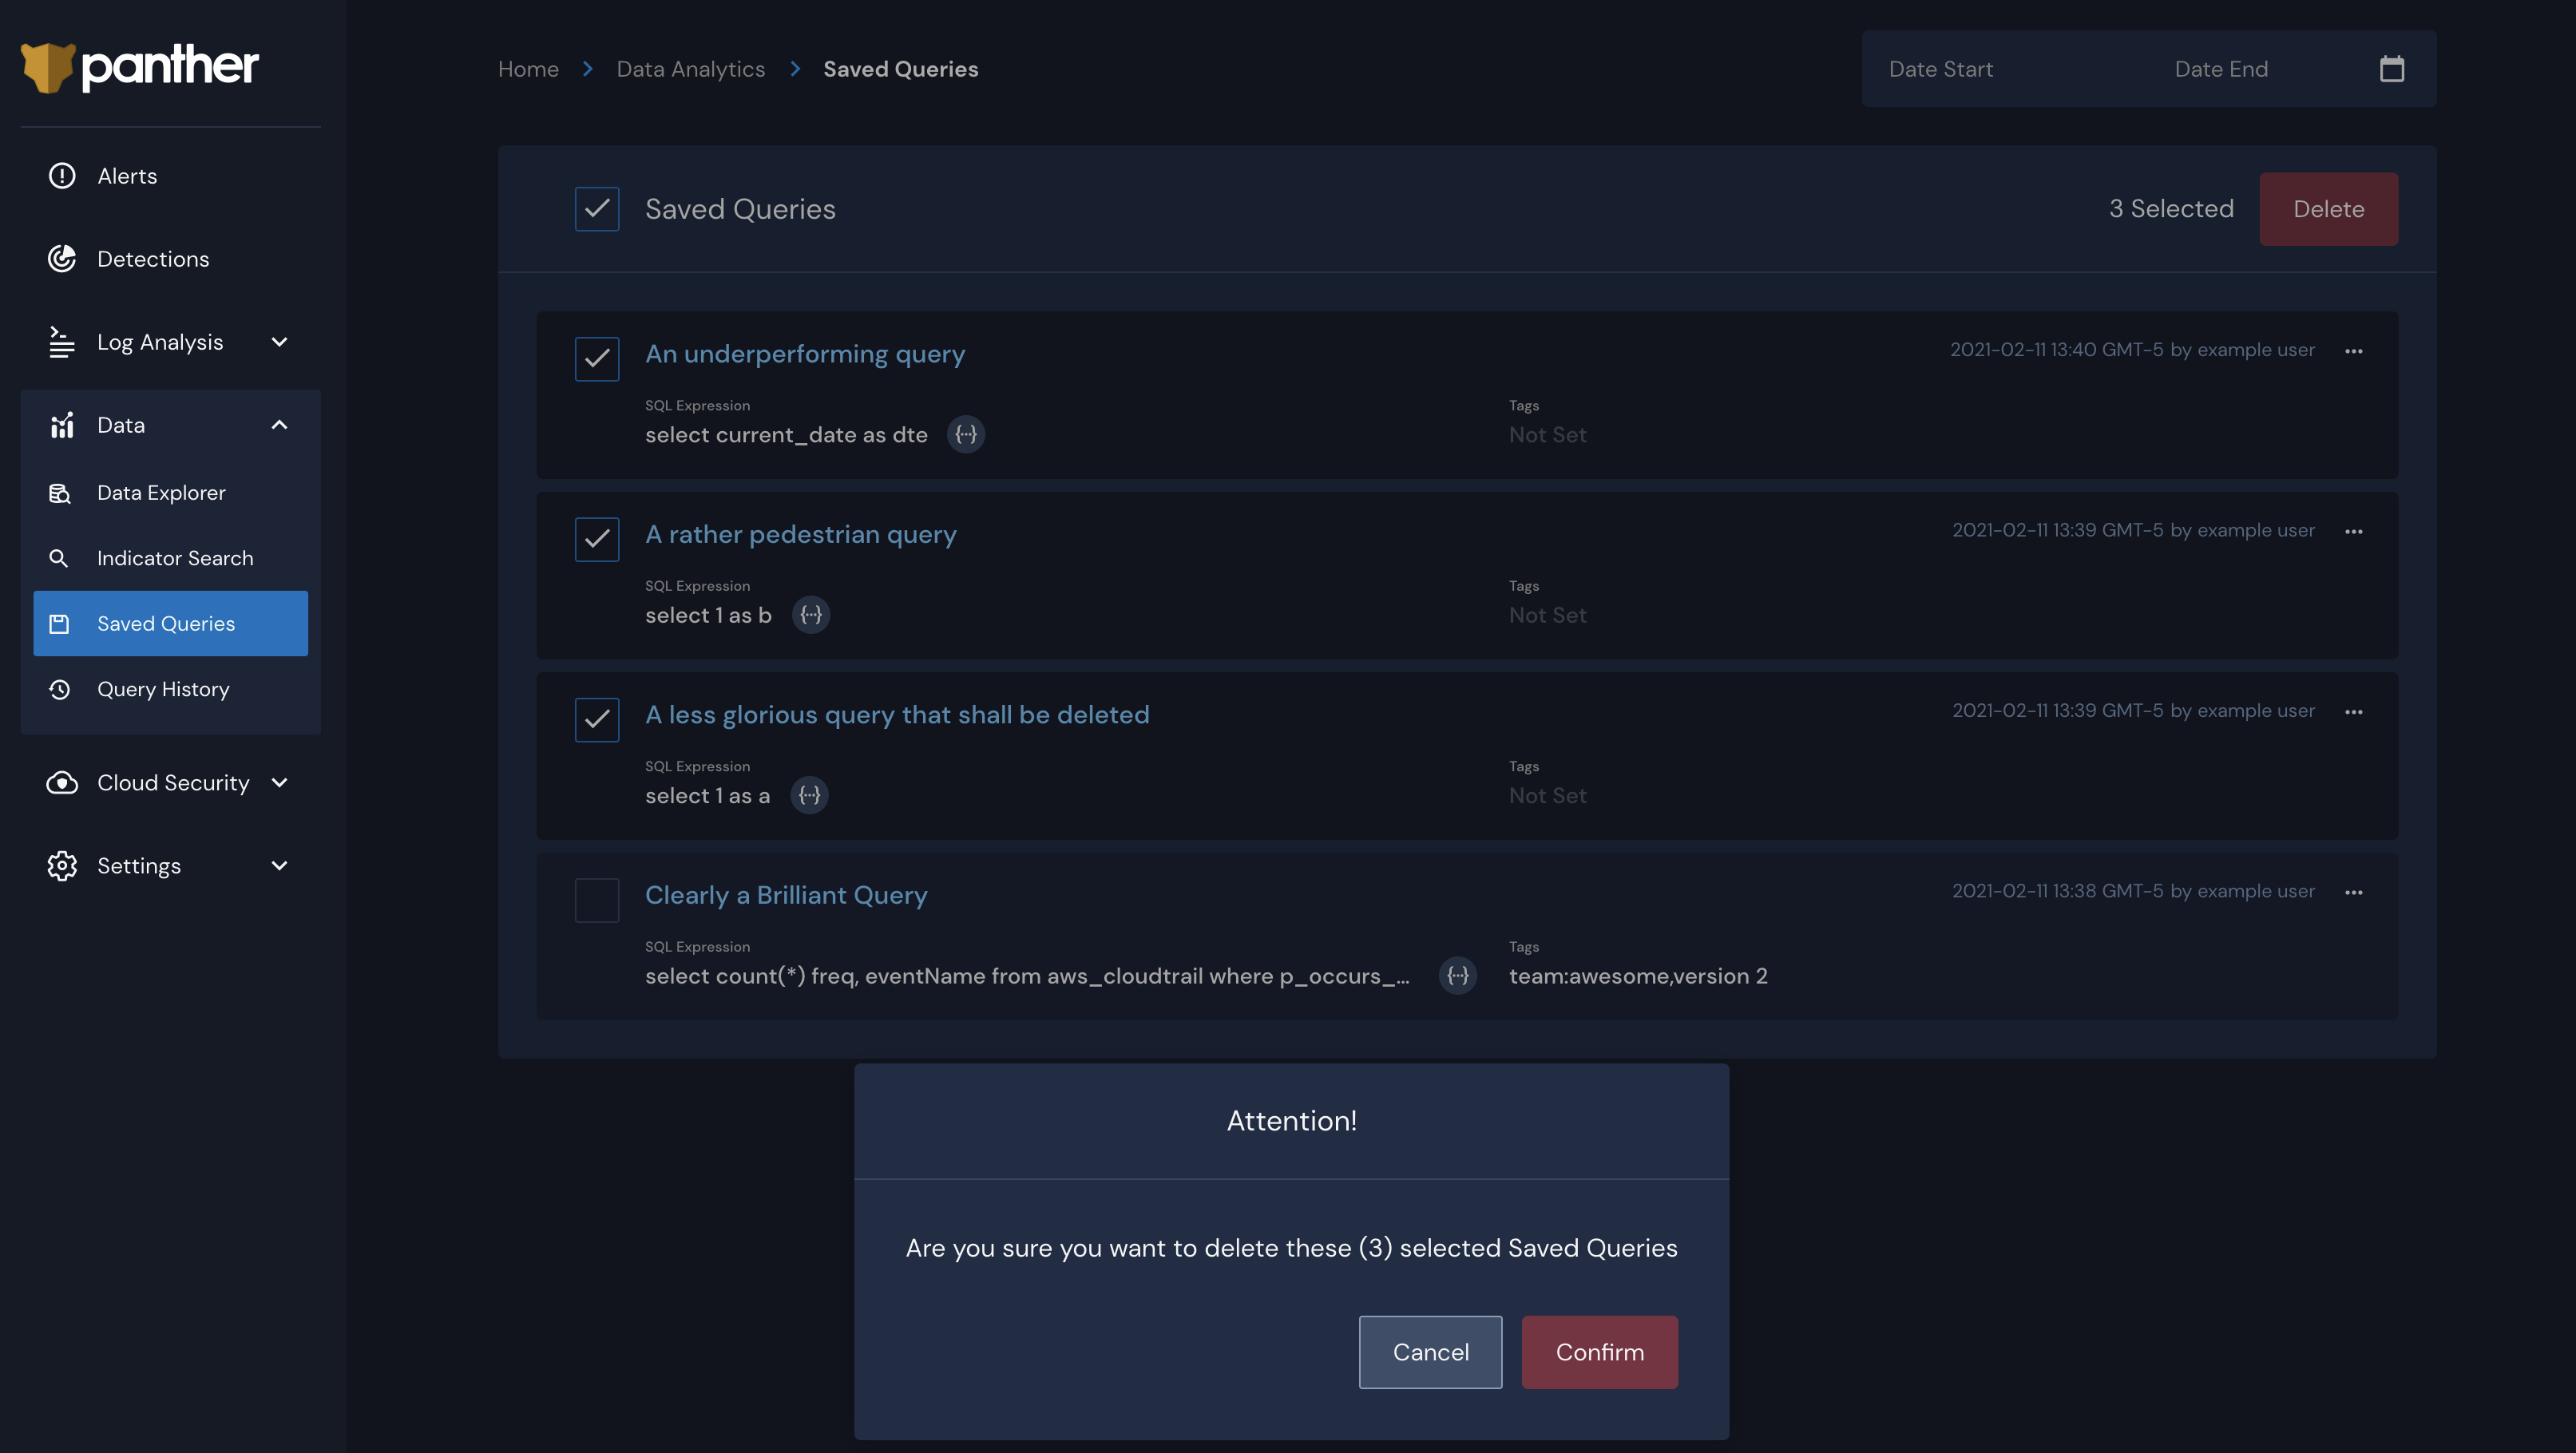 panther
Alerts
Detections
Log Analysis
Data
Data Explorer
Indicator Search
Saved Queries
Query History
Cloud Security
Settings
Home > Data Analytics > Saved Queries
Date Start Date End
Saved Queries 3 Selected Delete
An underperforming query 2021-02-11 13:40 GMT-5 by example user ...
SQL Expression Tags
select current_date as dte {...} Not Set
A rather pedestrian query 2021-02-11 13:39 GMT-5 by example user ...
SQL Expression Tags
select 1 as b {...} Not Set
A less glorious query that shall be deleted 2021-02-11 13:39 GMT-5 by example user ...
SQL Expression Tags
select 1 as a {...} Not Set
Clearly a Brilliant Query 2021-02-11 13:38 GMT-5 by example user ...
SQL Expression Tags
select count(*) freq, eventName from aws_cloudtrail where p_occurs_... {...} team:awesome,version 2
Attention!
Are you sure you want to delete these (3) selected Saved Queries
Cancel Confirm